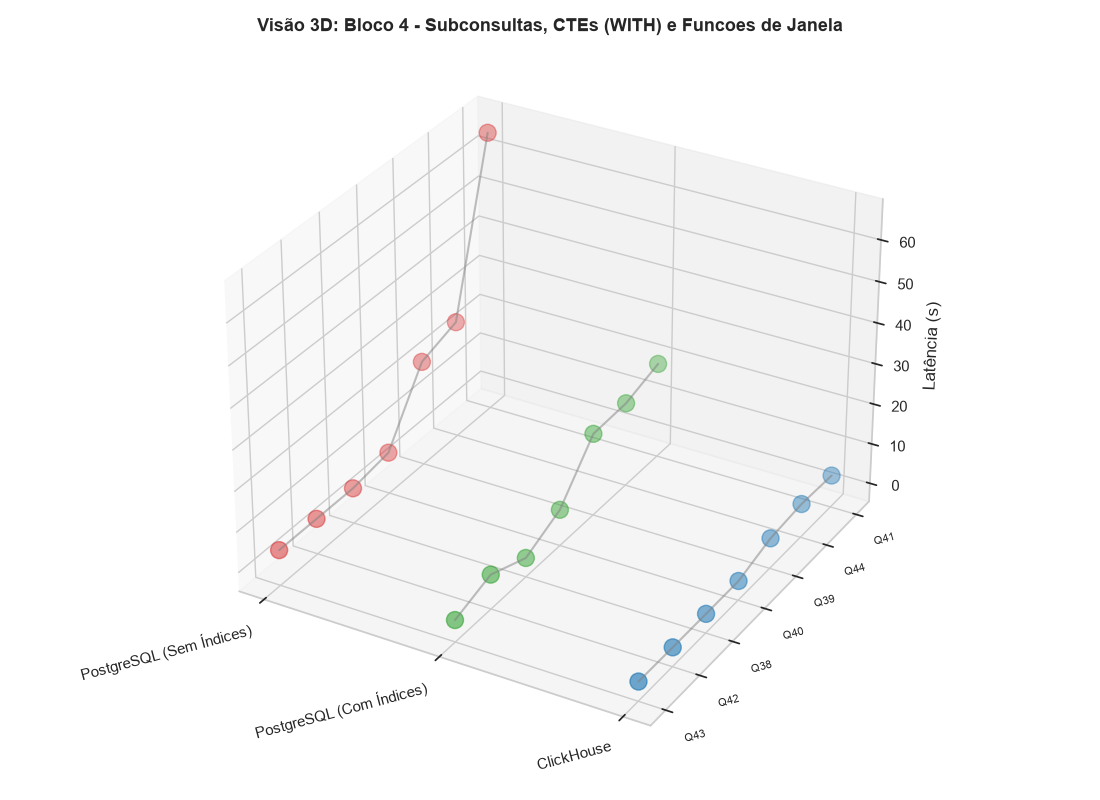 Visão 3D: Bloco 4 - Subconsultas, CTEs (WITH) e Funcoes de Janela
60
50
40
30
20
10
0
Latência (s)
Q41
Q44
Q39
Q40
Q38
Q42
Q43
PostgreSQL (Sem Índices)
PostgreSQL (Com Índices)
ClickHouse